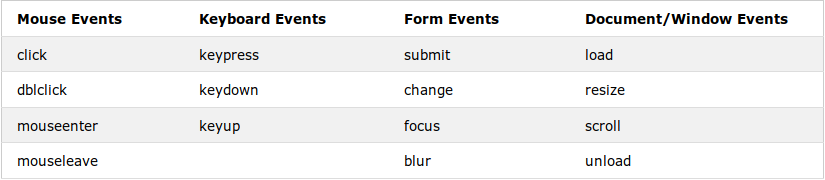 Mouse Events Keyboard Events Form Events Document/Window Events
click keypress submit load
dblclick keydown change resize
mouseenter keyup focus scroll
mouseleave blur unload